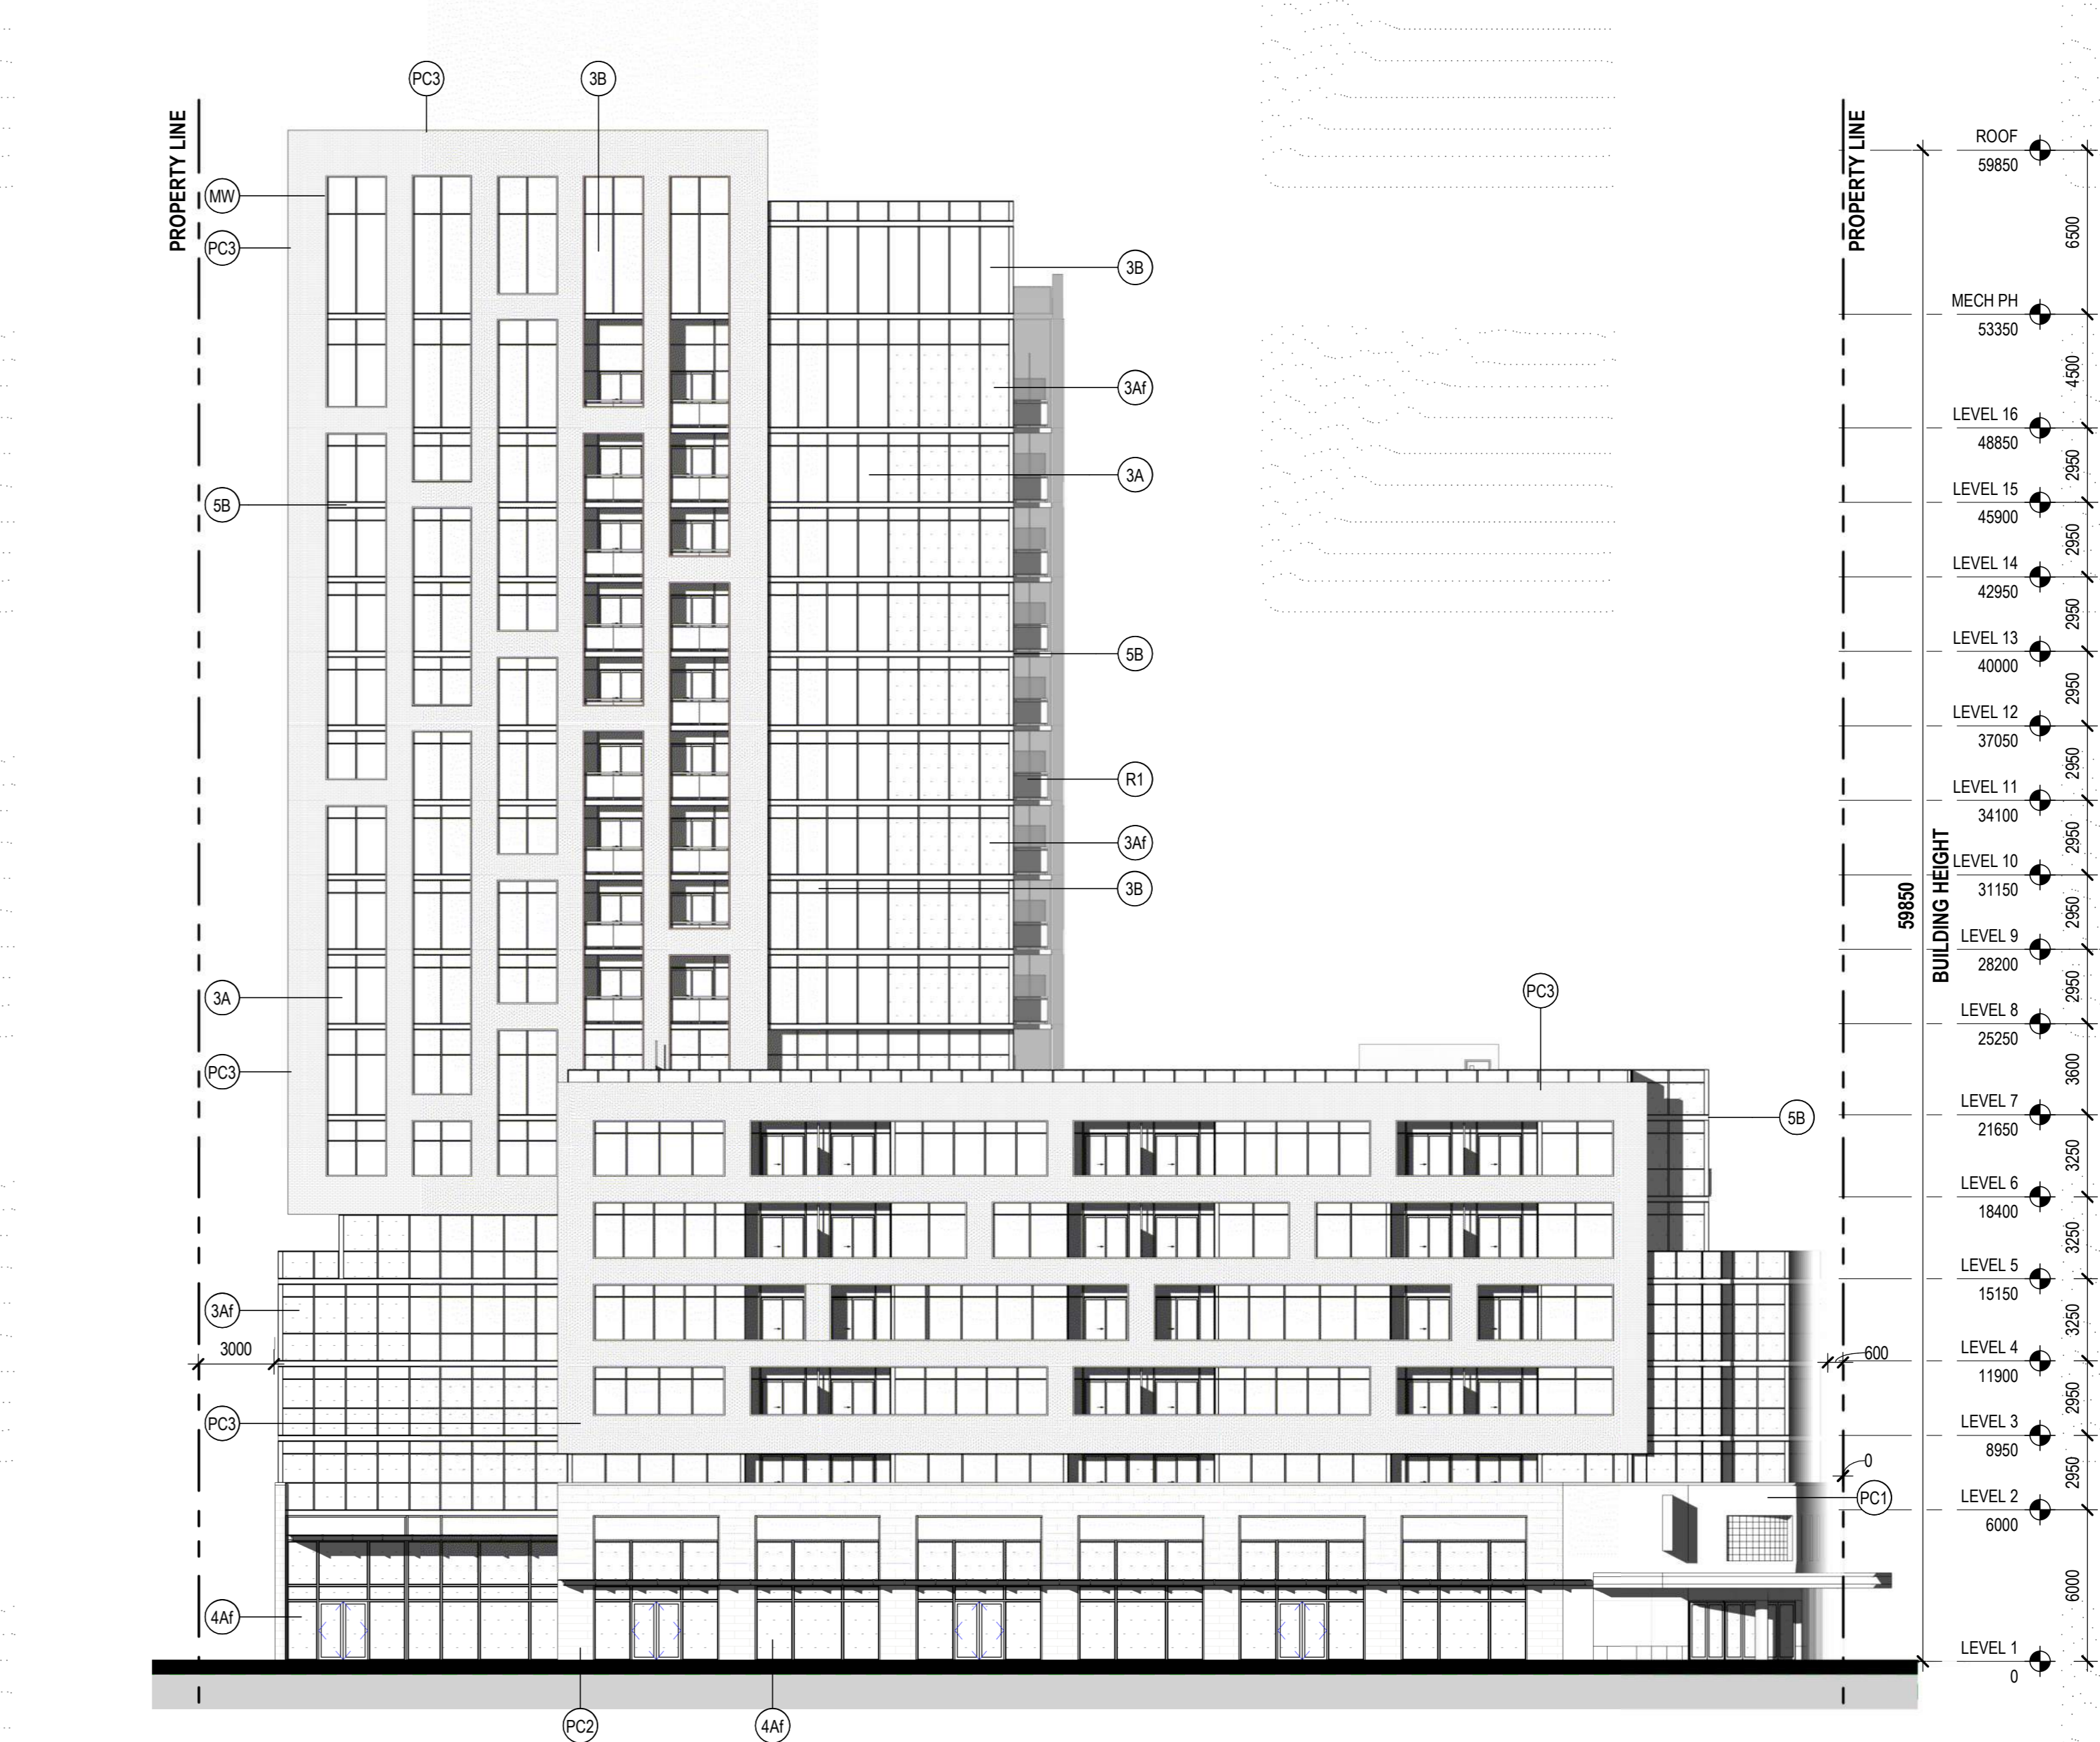 PC3
3B
PROPERTY LINE
PROPERTY LINE
ROOF
59850
MW
6500
PC3
3B
MECH PH
53350
4500
3Af
LEVEL 16
48850
2950
3A
LEVEL 15
45900
5B
2950
LEVEL 14
42950
2950
LEVEL 13
40000
5B
2950
LEVEL 12
37050
2950
R1
LEVEL 11
34100
2950
3Af
LEVEL 10
31150
3B
59850
BUILDING HEIGHT
2950
LEVEL 9
28200
2950
3A
PC3
LEVEL 8
25250
3600
PC3
LEVEL 7
21650
5B
3250
LEVEL 6
18400
3250
LEVEL 5
15150
3Af
3250
3000
600
LEVEL 4
11900
2950
PC3
LEVEL 3
8950
0
2950
PC1
LEVEL 2
6000
6000
4Af
LEVEL 1
0
PC2
4Af